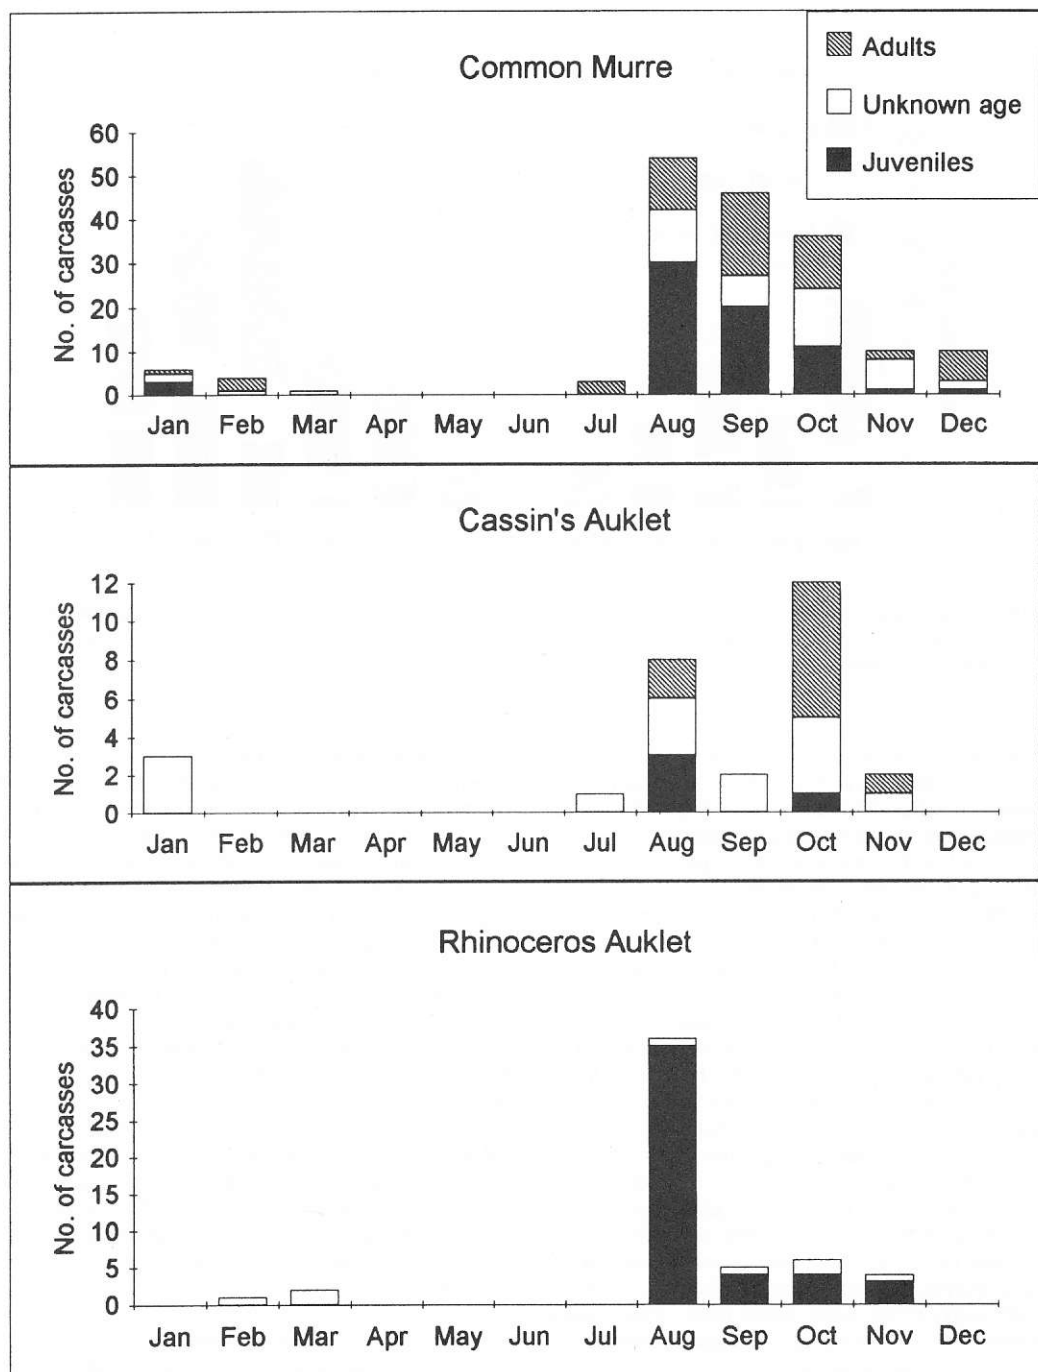 Adults
Unknown age
Juveniles
Common Murre
No. of carcasses
60
50
40
30
20
10
0
Jan Feb Mar Apr May Jun Jul Aug Sep Oct Nov Dec
Cassin's Auklet
No. of carcasses
12
10
8
6
4
2
0
Jan Feb Mar Apr May Jun Jul Aug Sep Oct Nov Dec
Rhinoceros Auklet
No. of carcasses
40
35
30
25
20
15
10
5
0
Jan Feb Mar Apr May Jun Jul Aug Sep Oct Nov Dec